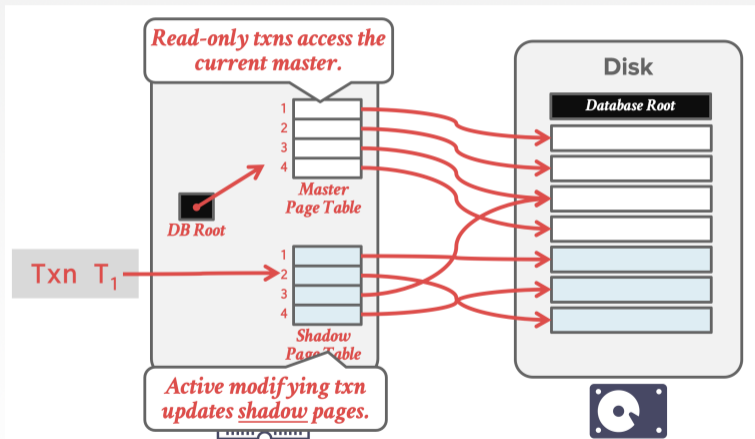 Read-only txns access the
current master.
Disk
Database Root
1
2
3
4
Master
Page Table
DB Root
Txn T1
1
2
3
4
Shadow
Page Table
Active modifying txn
updates shadow pages.